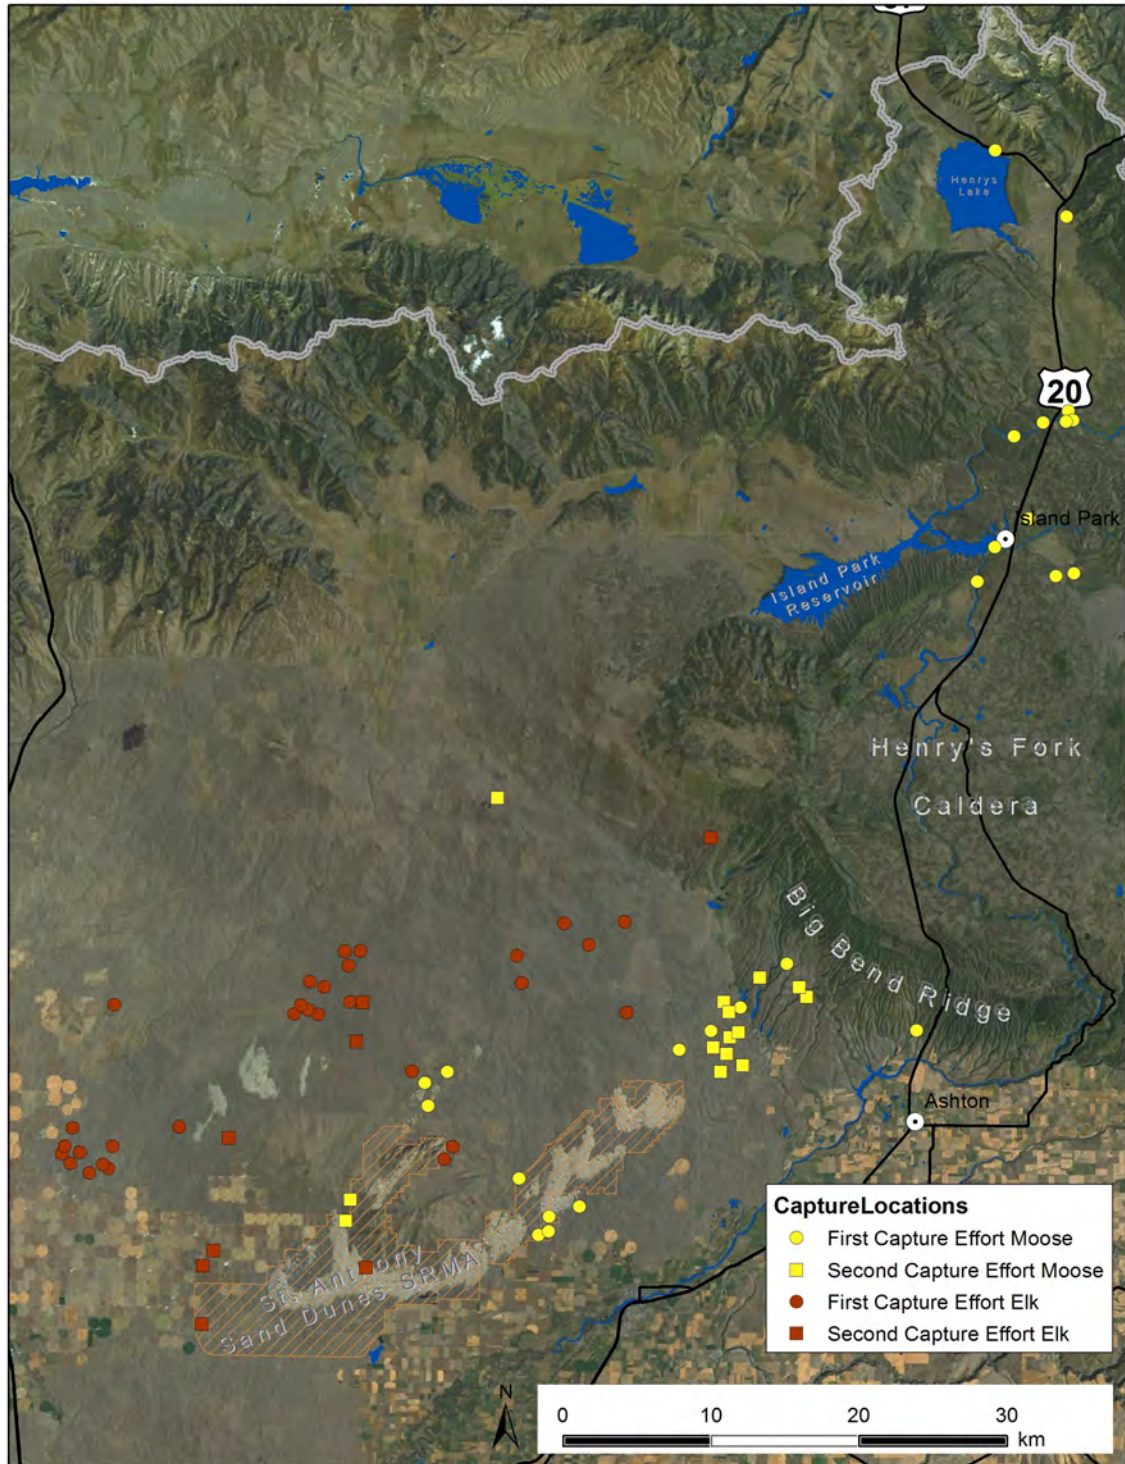 Henrys
Lake
20
Island Park
Island Park
Reservoir
Henry's Fork
Caldera
Big Bend Ridge
Ashton
St. Anthony
Sand Dunes SRMA
CaptureLocations
First Capture Effort Moose
Second Capture Effort Moose
First Capture Effort Elk
Second Capture Effort Elk
N
0 10 20 30
km